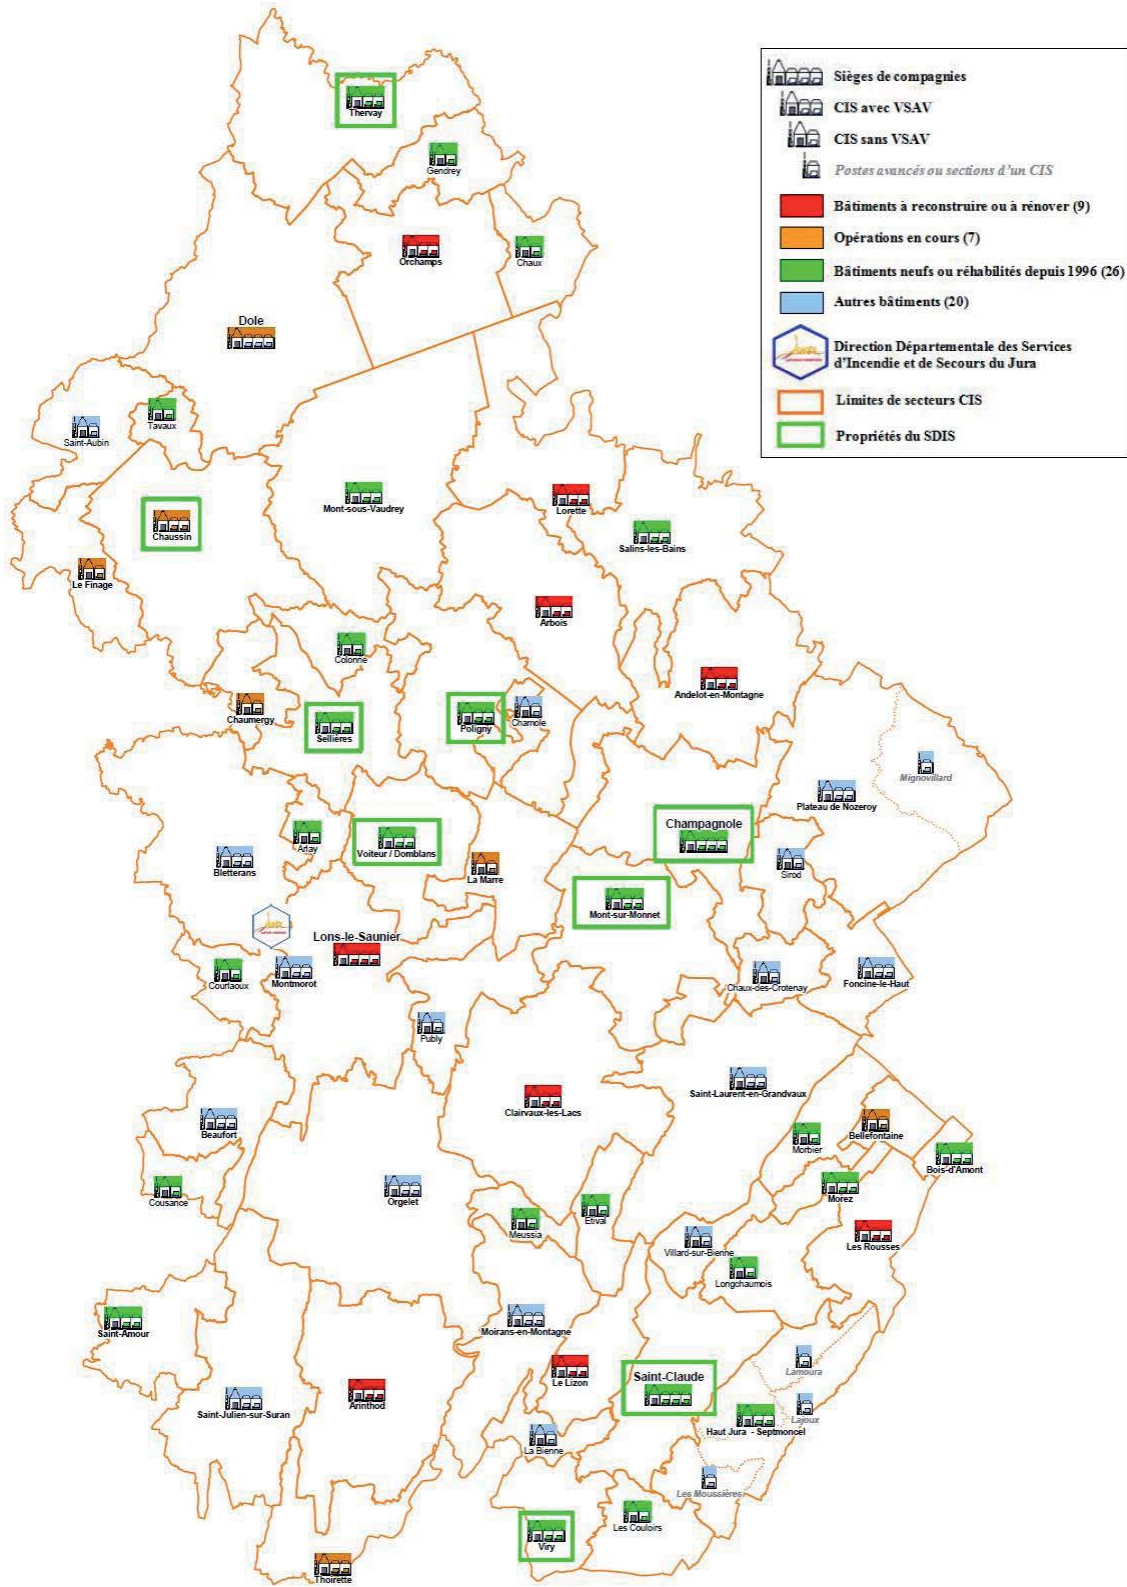 Sièges de compagnies
CIS avec VSAV
CIS sans VSAV
Postes avancés ou sections d'un CIS
Bâtiments à reconstruire ou à rénover (9)
Opérations en cours (7)
Bâtiments neufs ou réhabilités depuis 1996 (26)
Autres bâtiments (20)
Direction Départementale des Services
d'Incendie et de Secours du Jura
Limites de secteurs CIS
Propriétés du SDIS
Thervay
Gendrey
Orchamps
Chaux
Dole
Tavaux
Saint-Aubin
Mont-sous-Vaudrey
Lorette
Chaussin
Salins-les-Bains
Le Finage
Arbois
Colonne
Andelot-en-Montagne
Chaumergy
Sellières
Poligny
Chamole
Mignovillard
Plateau de Nozeroy
Champagnole
Arlay
Voiteur / Domblans
Bletterans
La Marre
Sirod
Mont-sur-Monnet
Lons-le-Saunier
Courlaoux
Montmorot
Chaux-des-Crotenay
Foncine-le-Haut
Publy
Saint-Laurent-en-Grandvaux
Clairvaux-les-Lacs
Beaufort
Bellefontaine
Morbier
Bois-d'Amont
Cousance
Orgelet
Morez
Meussia
Etival
Les Rousses
Villard-sur-Bienne
Longchaumois
Saint-Amour
Moirans-en-Montagne
Lamoura
Le Lizon
Saint-Claude
Saint-Julien-sur-Suran
Arinthod
Lajoux
Haut Jura - Septmoncel
La Bienne
Les Moussières
Les Couloirs
Viry
Thoirette